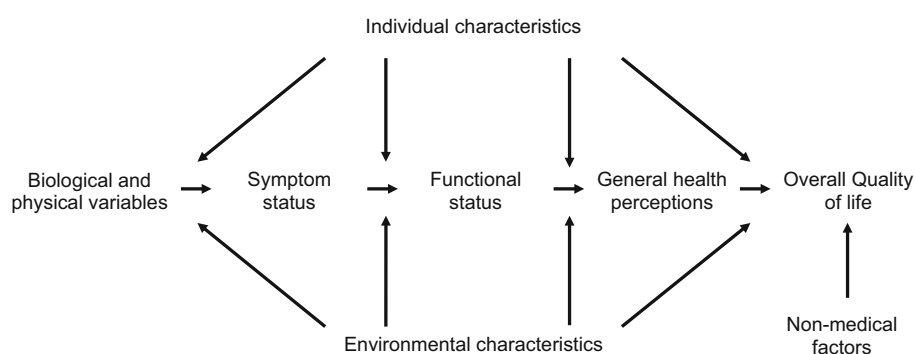 Individual characteristics
Biological and
physical variables
Symptom
status
Functional
status
General health
perceptions
Overall Quality
of life
Environmental characteristics
Non-medical
factors